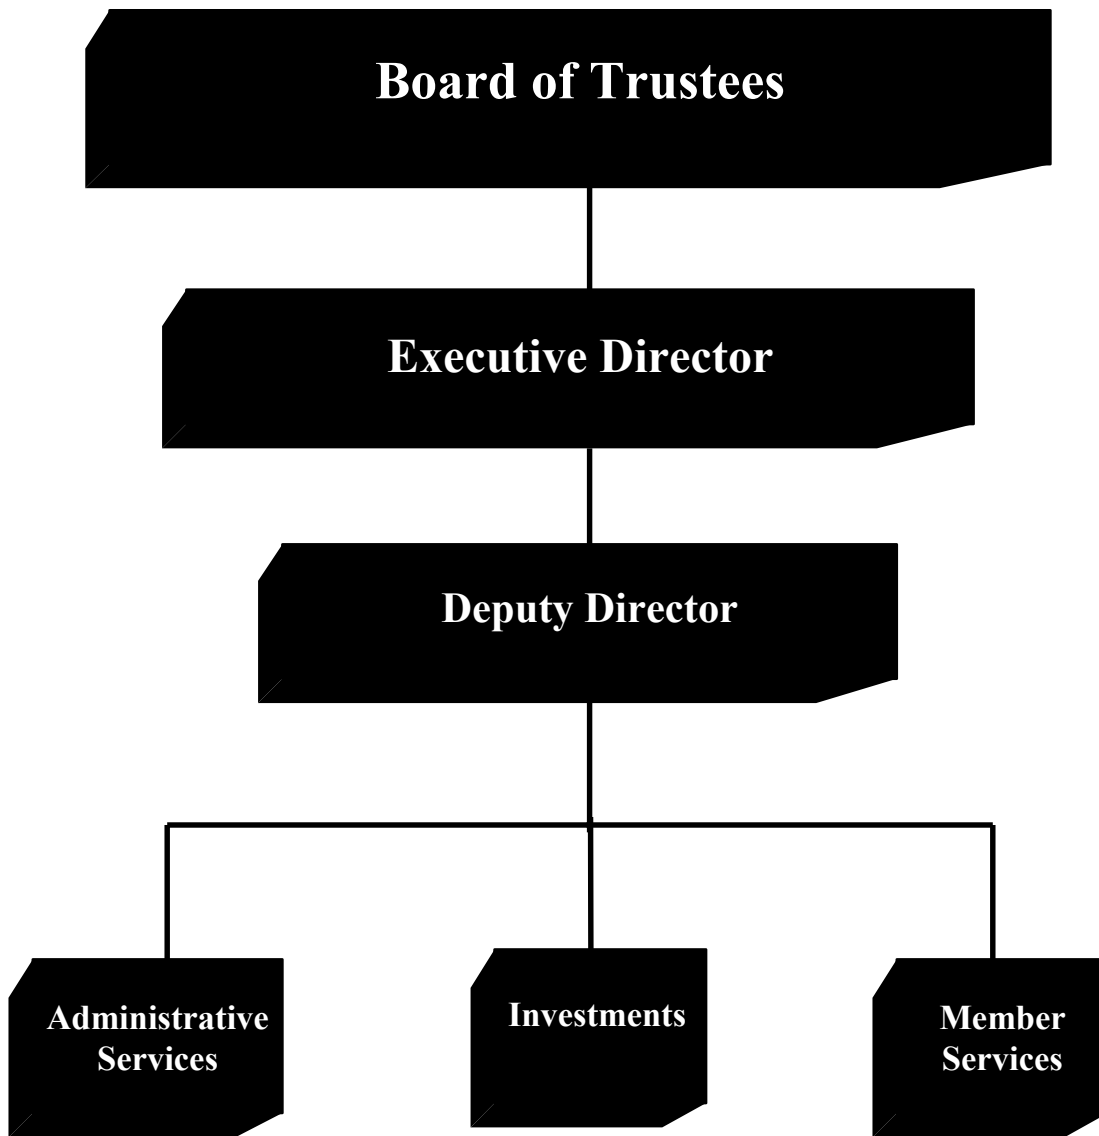 Board of Trustees
Executive Director
Deputy Director
Administrative
Services
Investments
Member
Services